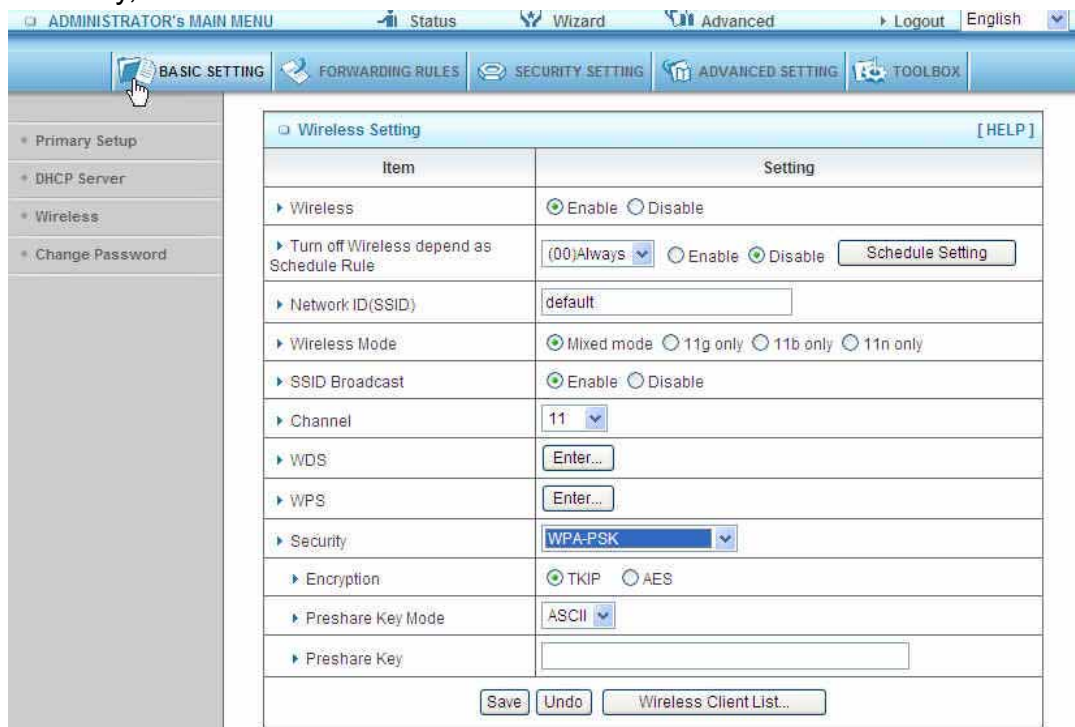 ADMINISTRATOR's MAIN MENU Status Wizard Advanced Logout English
BASIC SETTING FORWARDING RULES SECURITY SETTING ADVANCED SETTING TOOLBOX
Primary Setup
DHCP Server
Wireless
Change Password
Wireless Setting [HELP]
Item Setting
Wireless Enable Disable
Turn off Wireless depend as
Schedule Rule (00)Always Enable Disable Schedule Setting
Network ID(SSID) default
Wireless Mode Mixed mode 11g only 11b only 11n only
SSID Broadcast Enable Disable
Channel 11
WDS Enter...
WPS Enter...
Security WPA-PSK
Encryption TKIP AES
Preshare Key Mode ASCII
Preshare Key
Save Undo Wireless Client List...